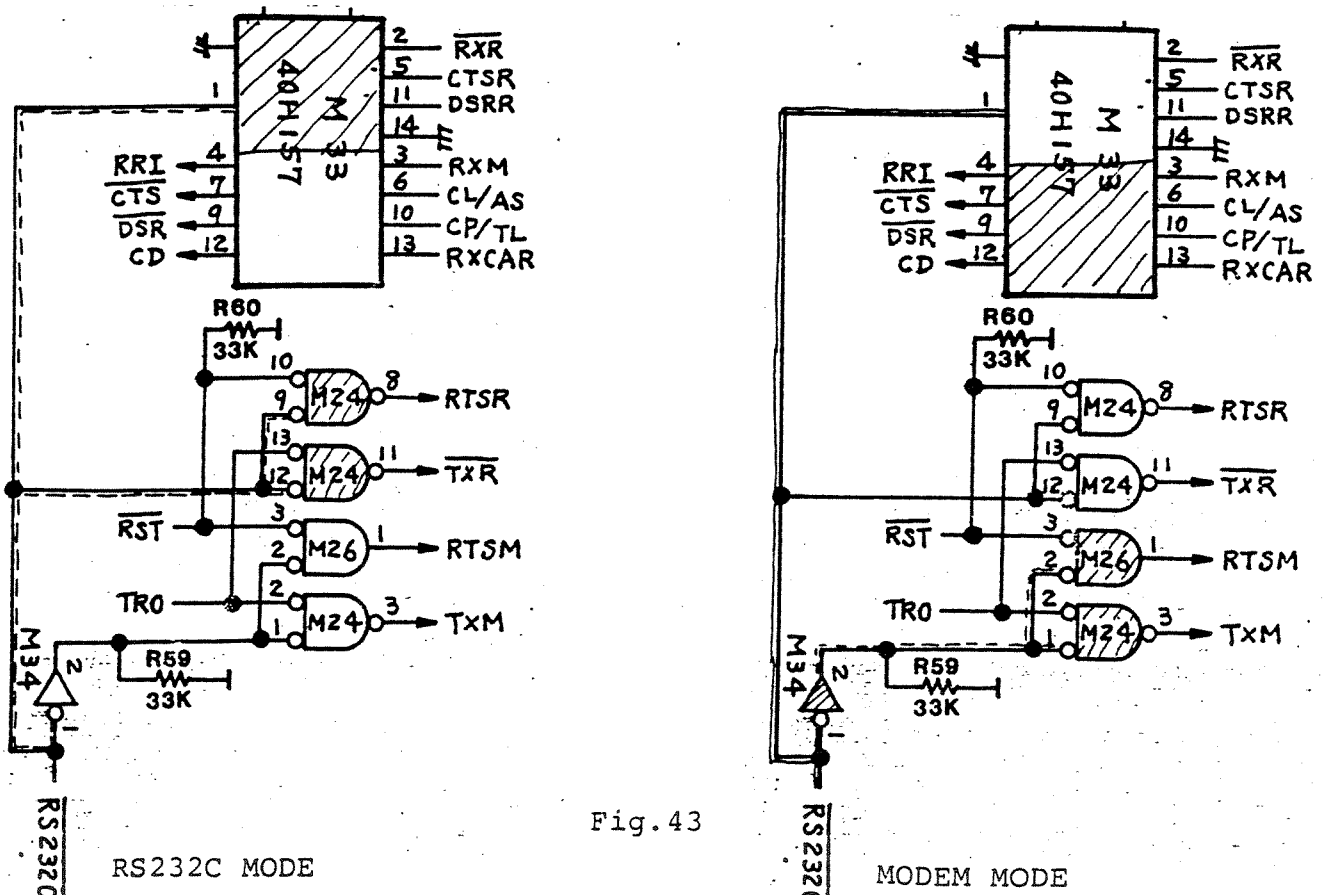 2 RXR
5 CTSR
1 11 DSRR
14
RRI 4 3 RXM
CTS 7 6 CL/AS
DSR 9 10 CP/TL
CD 12 13 RXCAR
40H157
M33
R60
33K
10 M24 8 RTSR
9
13 M24 11 TXR
12
RST 3 M26 1 RTSM
2
TRO 2 M24 3 TXM
1
M34 2
R59
33K
1
RS232C
RS232C MODE
2 RXR
5 CTSR
1 11 DSRR
14
RRI 4 3 RXM
CTS 7 6 CL/AS
DSR 9 10 CP/TL
CD 12 13 RXCAR
40H157
M33
R60
33K
10 M24 8 RTSR
9
13 M24 11 TXR
12
RST 3 M26 1 RTSM
2
TRO 2 M24 3 TXM
1
M34 2
R59
33K
1
RS232C
MODEM MODE
Fig.43